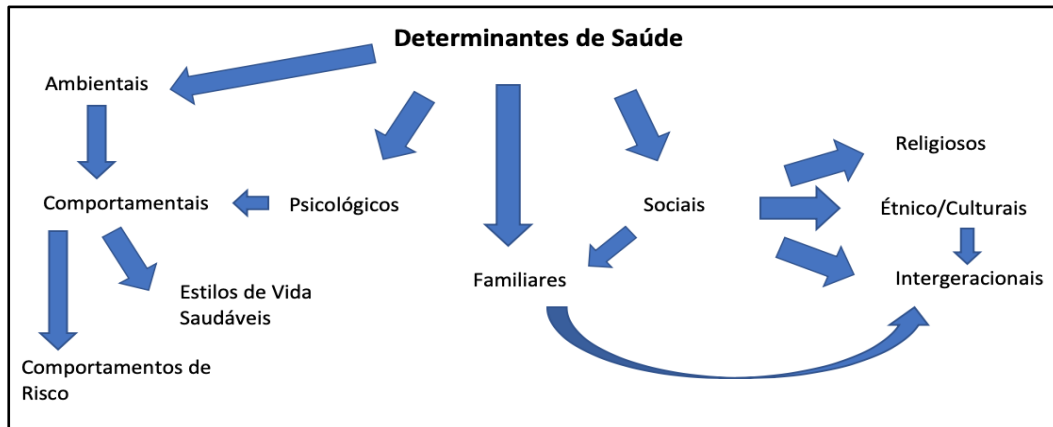 Determinantes de Saúde
Ambientais
Religiosos
Comportamentais
Psicológicos
Sociais
Étnico/Culturais
Familiares
Intergeracionais
Estilos de Vida
Saudáveis
Comportamentos de
Risco